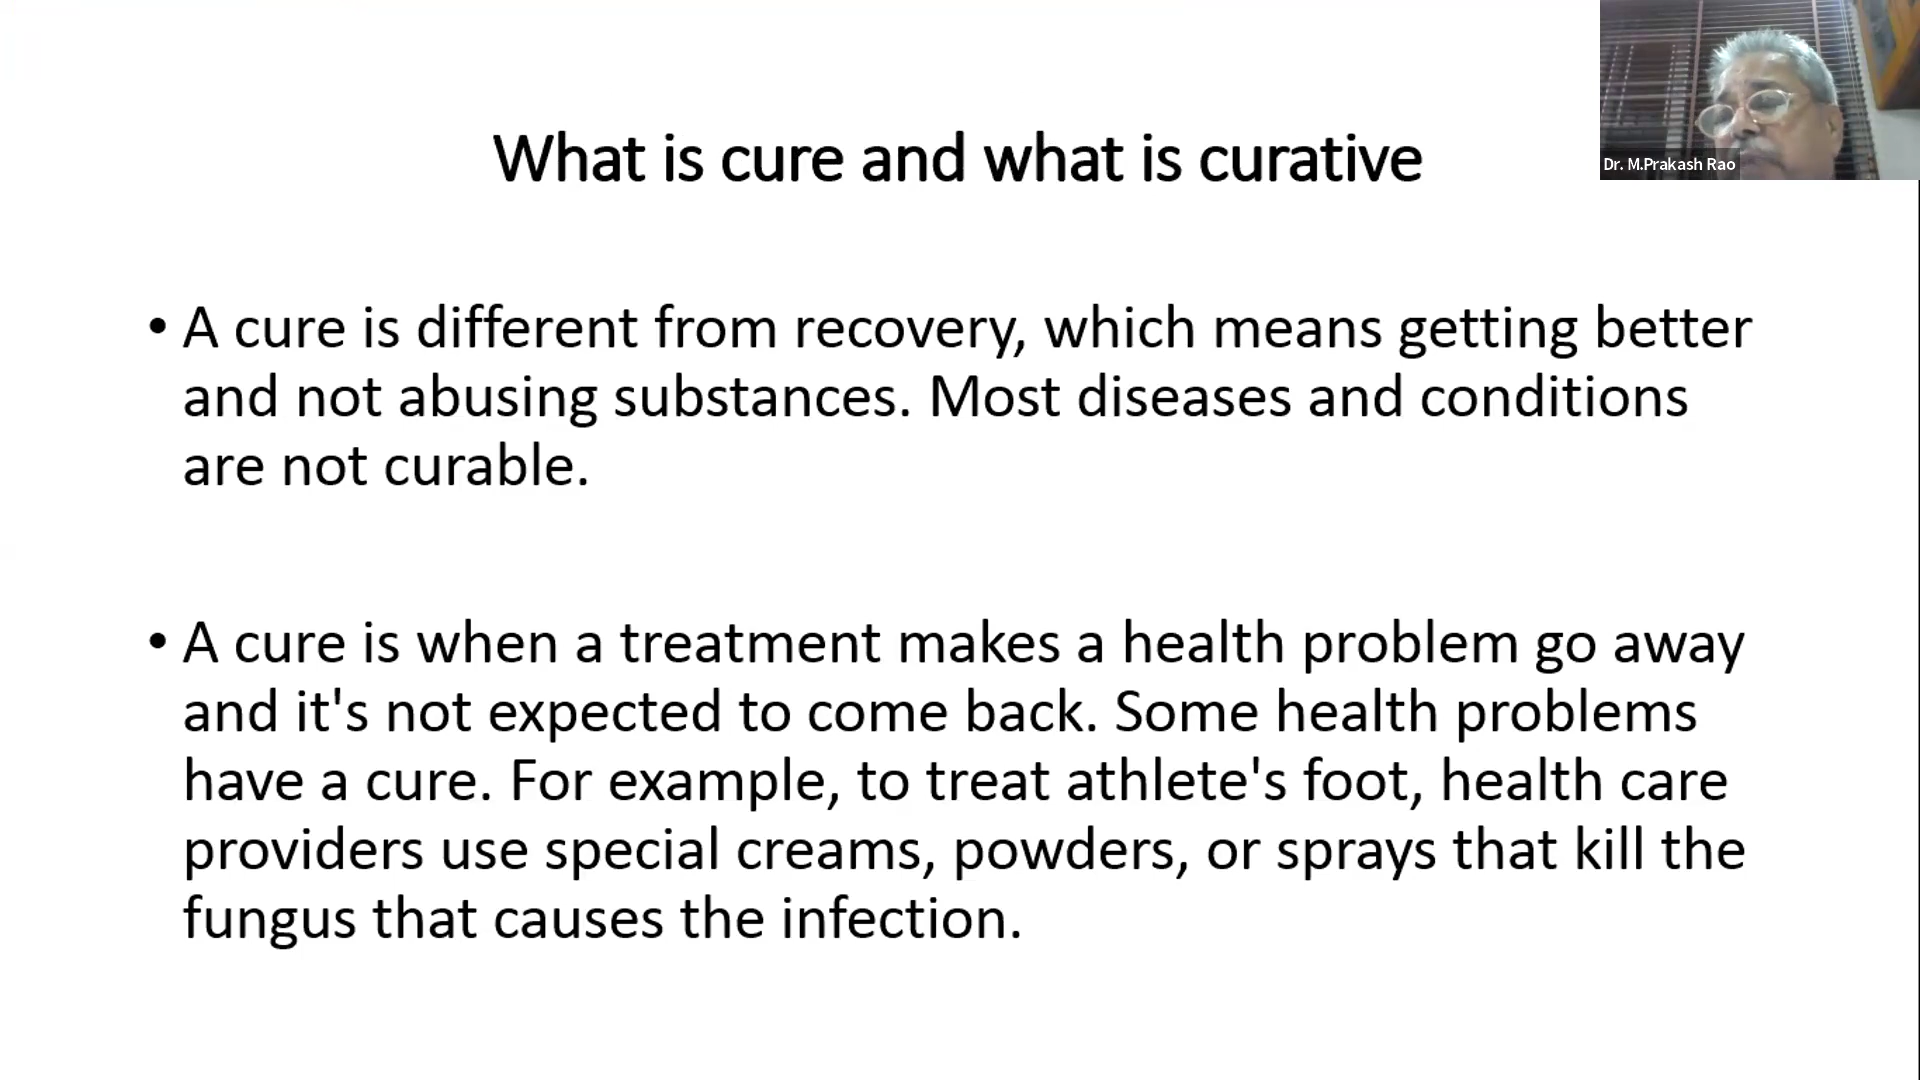 What is cure and what is curative
Dr. M.Prakash Rao
• A cure is different from recovery, which means getting better
and not abusing substances. Most diseases and conditions
are not curable.
• A cure is when a treatment makes a health problem go away
and it's not expected to come back. Some health problems
have a cure. For example, to treat athlete's foot, health care
providers use special creams, powders, or sprays that kill the
fungus that causes the infection.